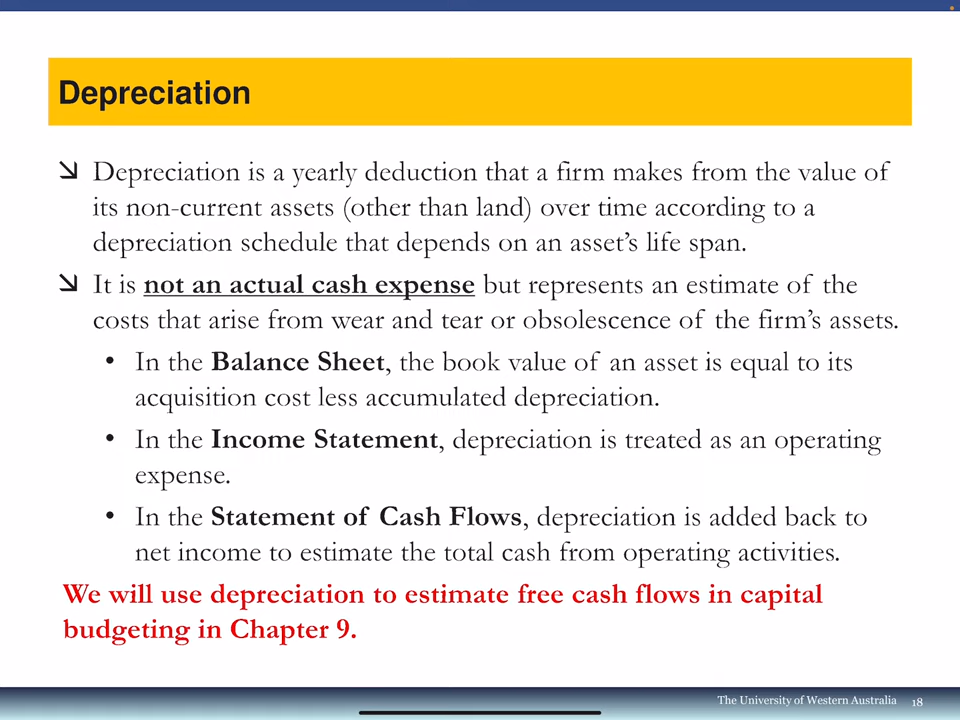 Depreciation
Depreciation is a yearly deduction that a firm makes from the value of
its non-current assets (other than land) over time according to a
depreciation schedule that depends on an asset’s life span.
It is not an actual cash expense but represents an estimate of the
costs that arise from wear and tear or obsolescence of the firm’s assets.
• In the Balance Sheet, the book value of an asset is equal to its
acquisition cost less accumulated depreciation.
• In the Income Statement, depreciation is treated as an operating
expense.
• In the Statement of Cash Flows, depreciation is added back to
net income to estimate the total cash from operating activities.
We will use depreciation to estimate free cash flows in capital
budgeting in Chapter 9.
The University of Western Australia 18